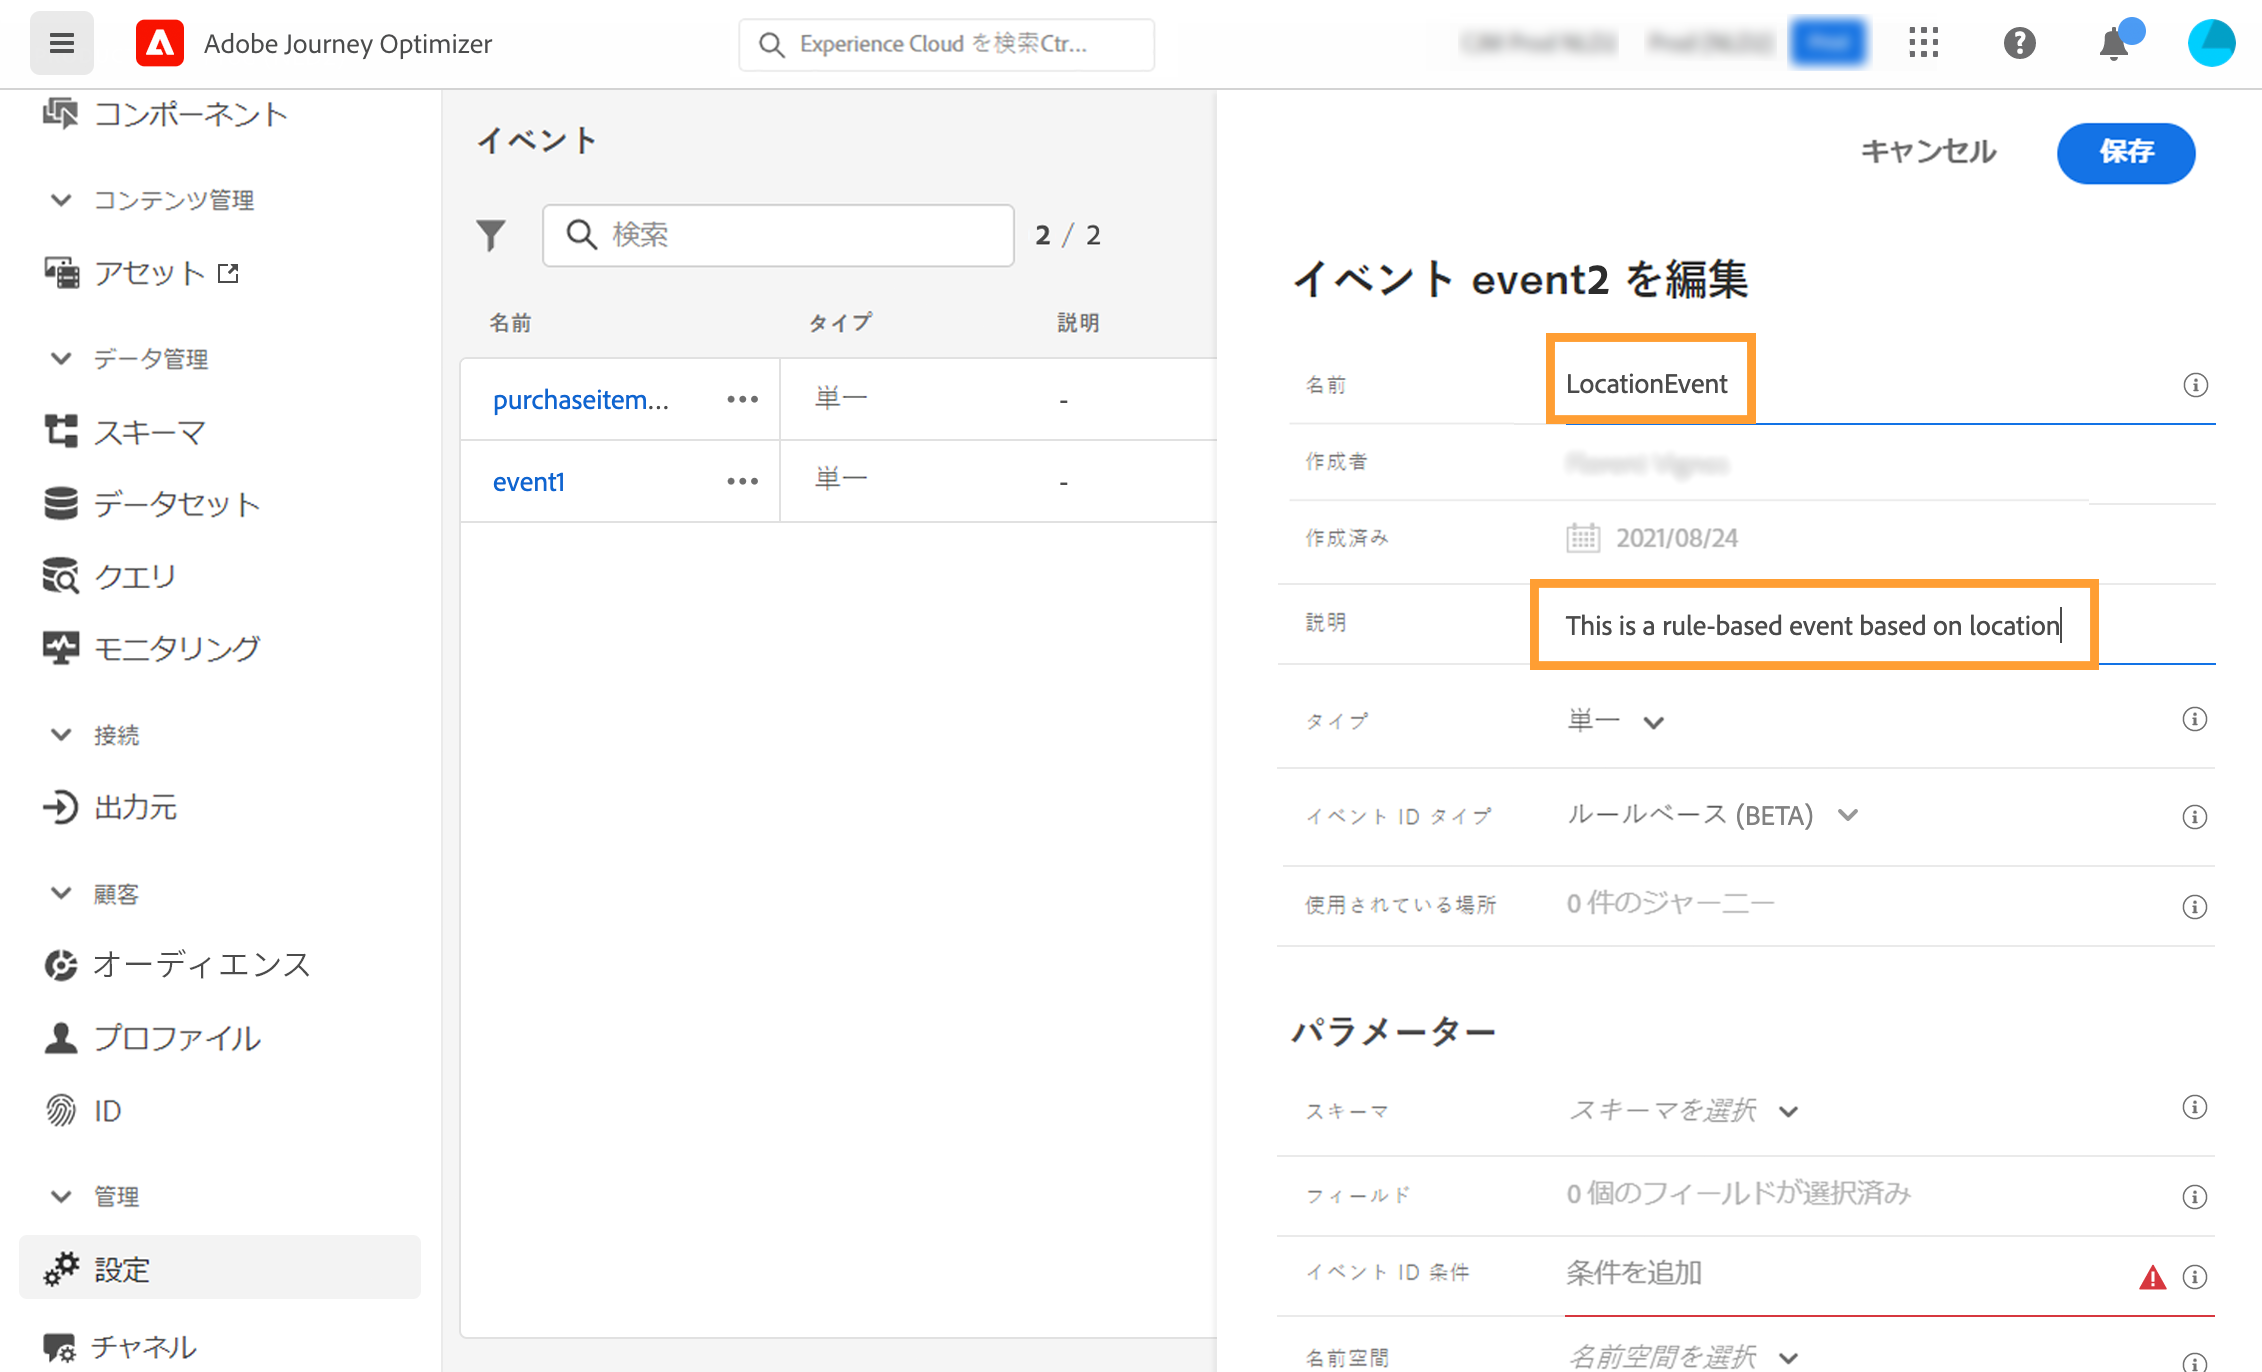 Adobe Journey Optimizer
Experience Cloud を検索Ctr...
コンポーネント
コンテンツ管理
アセット
データ管理
スキーマ
データセット
クエリ
モニタリング
接続
出力元
顧客
オーディエンス
プロファイル
ID
管理
設定
チャネル
イベント
検索
2 / 2
名前 タイプ 説明
purchaseitem... ••• 単一 -
event1 ••• 単一 -
キャンセル 保存
イベント event2 を編集
名前 LocationEvent
作成者
作成済み 2021/08/24
説明 This is a rule-based event based on location
タイプ 単一
イベント ID タイプ ルールベース (BETA)
使用されている場所 0 件のジャーニー
パラメーター
スキーマ スキーマを選択
フィールド 0 個のフィールドが選択済み
イベント ID 条件 条件を追加
名前空間 名前空間を選択